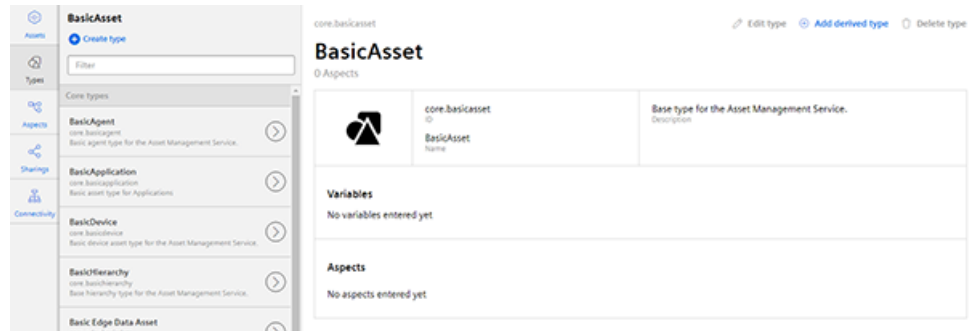 Assets
Types
Aspects
Sharings
Connectivity
BasicAsset
Create type
Filter
Core types
BasicAgent
core.basicagent
Basic agent type for the Asset Management Service.
BasicApplication
core.basicapplication
Basic asset type for Applications
BasicDevice
core.basicdevice
Basic device asset type for the Asset Management Service.
BasicHierarchy
core.basichierarchy
Base hierarchy type for the Asset Management Service.
Basic Edge Data Asset
core.basicasset
Edit type
Add derived type
Delete type
BasicAsset
0 Aspects
core.basicasset
ID
BasicAsset
Name
Base type for the Asset Management Service.
Description
Variables
No variables entered yet
Aspects
No aspects entered yet